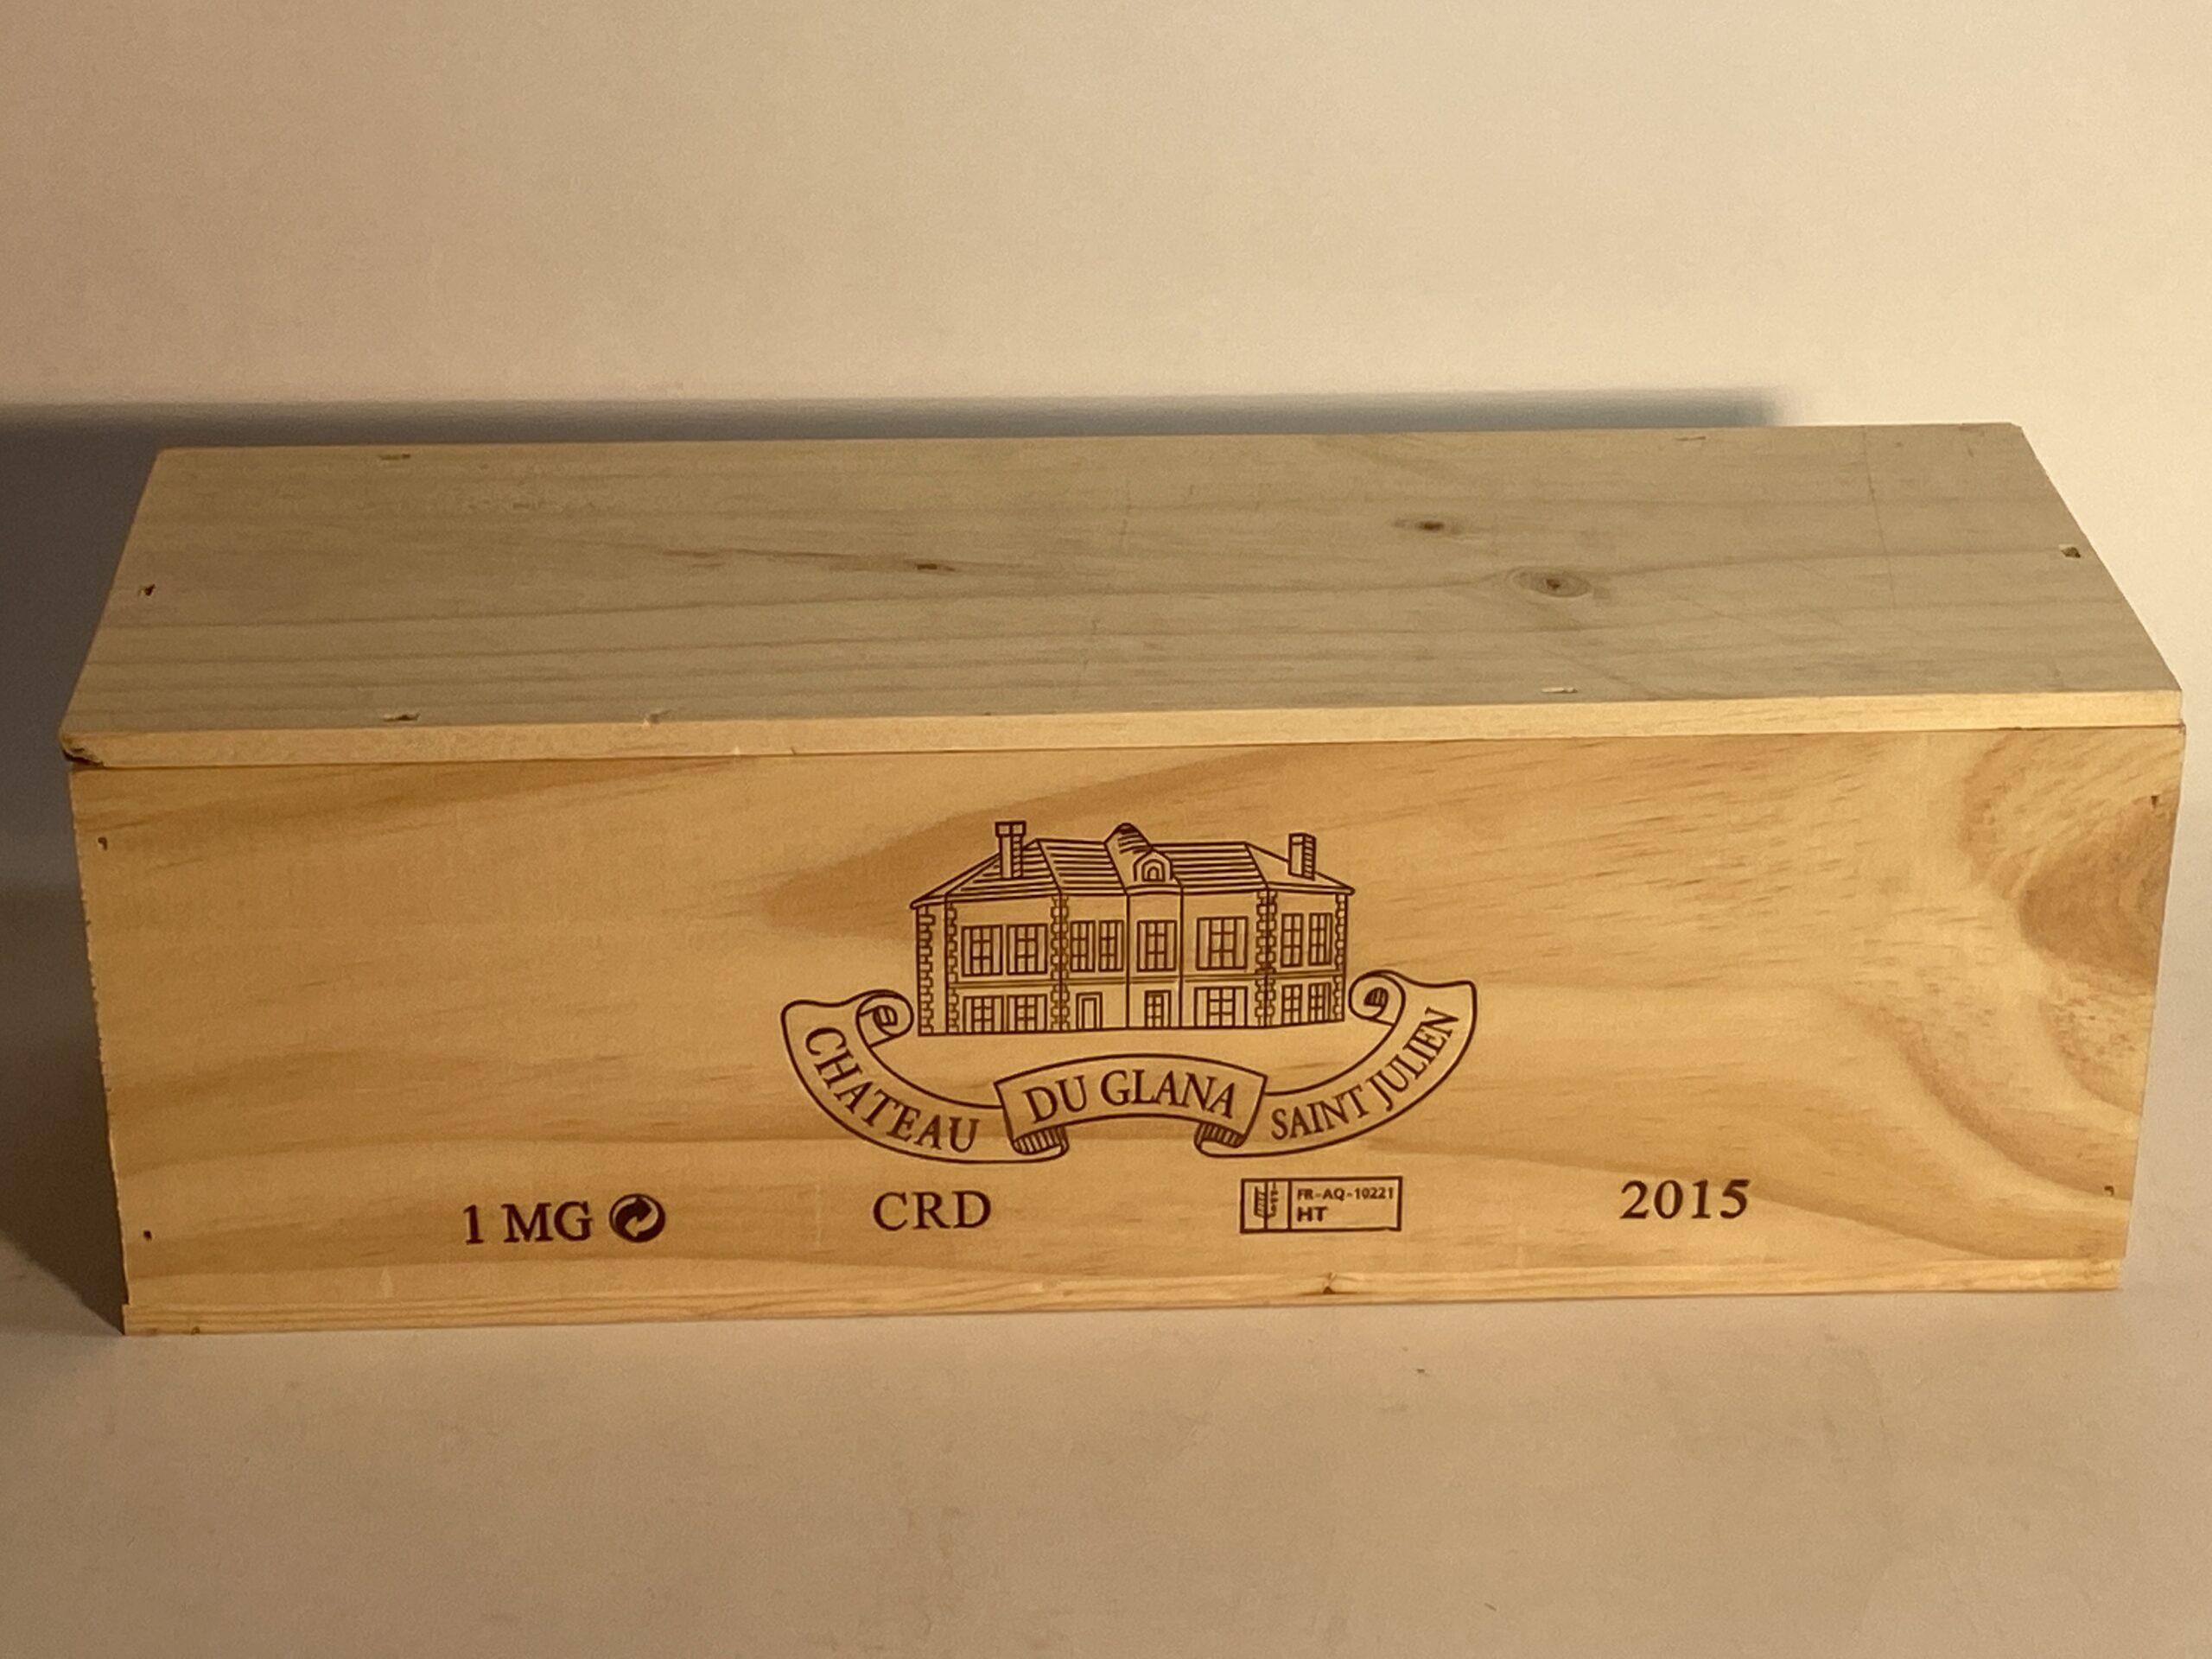 CHATEAU DU GLANA SAINT JULIEN
1 MG CRD FR-AQ-10221 2015
HT